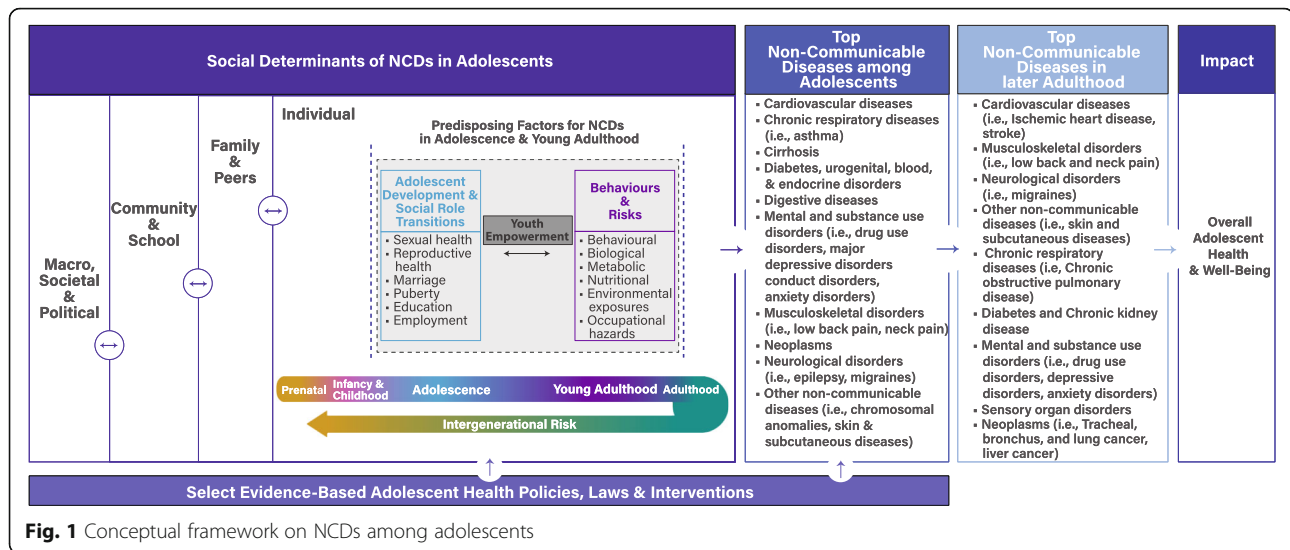 Social Determinants of NCDs in Adolescents
Macro,
Societal
&
Political
Community
&
School
Family
&
Peers
Individual
Predisposing Factors for NCDs
in Adolescence & Young Adulthood
Adolescent
Development &
Social Role
Transitions
▪ Sexual health
▪ Reproductive
health
▪ Marriage
▪ Puberty
▪ Education
▪ Employment
Youth
Empowerment
Behaviours
&
Risks
▪ Behavioural
▪ Biological
▪ Metabolic
▪ Nutritional
▪ Environmental
exposures
▪ Occupational
hazards
Prenatal
Infancy &
Childhood
Adolescence
Young Adulthood
Adulthood
Intergenerational Risk
Top
Non-Communicable
Diseases among
Adolescents
▪ Cardiovascular diseases
▪ Chronic respiratory diseases
(i.e., asthma)
▪ Cirrhosis
▪ Diabetes, urogenital, blood,
& endocrine disorders
▪ Digestive diseases
▪ Mental and substance use
disorders (i.e., drug use
disorders, major
depressive disorders
conduct disorders,
anxiety disorders)
▪ Musculoskeletal disorders
(i.e., low back pain, neck pain)
▪ Neoplasms
▪ Neurological disorders
(i.e., epilepsy, migraines)
▪ Other non-communicable
diseases (i.e., chromosomal
anomalies, skin &
subcutaneous diseases)
Top
Non-Communicable
Diseases in
later Adulthood
▪ Cardiovascular diseases
(i.e., Ischemic heart disease,
stroke)
▪ Musculoskeletal disorders
(i.e., low back and neck pain)
▪ Neurological disorders
(i.e., migraines)
▪ Other non-communicable
diseases (i.e., skin and
subcutaneous diseases)
▪ Chronic respiratory
diseases (i.e, Chronic
obstructive pulmonary
disease)
▪ Diabetes and Chronic kidney
disease
▪ Mental and substance use
disorders (i.e., drug use
disorders, depressive
disorders, anxiety disorders)
▪ Sensory organ disorders
▪ Neoplasms (i.e., Tracheal,
bronchus, and lung cancer,
liver cancer)
Impact
Overall
Adolescent
Health
& Well-Being
Select Evidence-Based Adolescent Health Policies, Laws & Interventions
Fig. 1 Conceptual framework on NCDs among adolescents